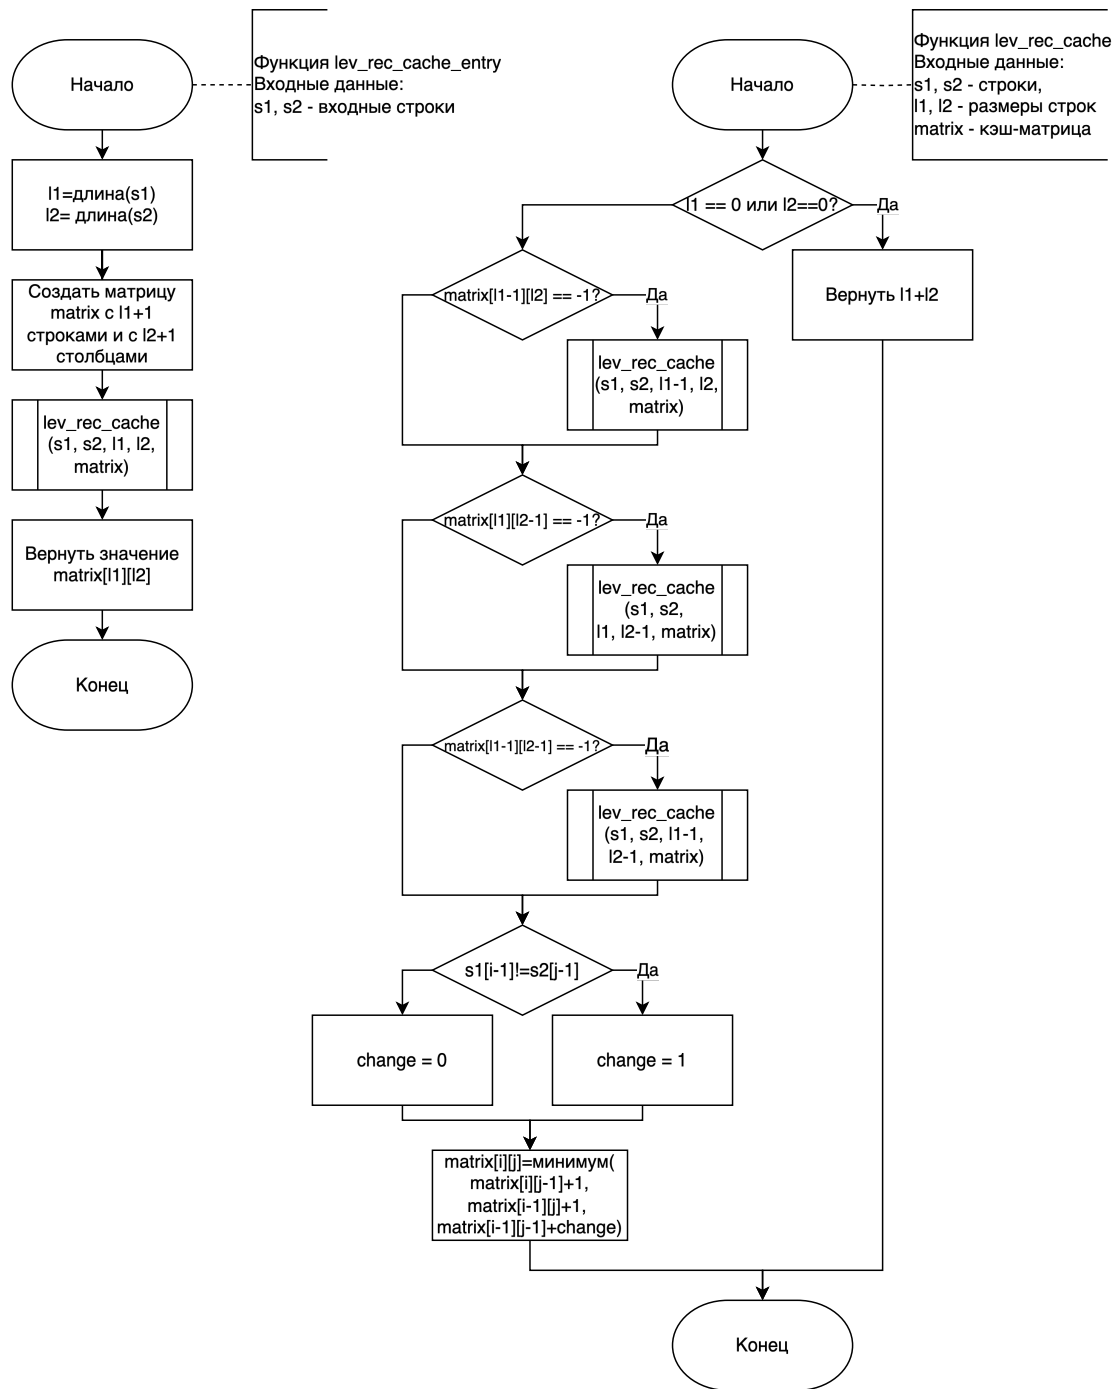 Начало
Функция lev_rec_cache_entry
Входные данные:
s1, s2 - входные строки
l1=длина(s1)
l2= длина(s2)
Создать матрицу
matrix с l1+1
строками и с l2+1
столбцами
lev_rec_cache
(s1, s2, l1, l2,
matrix)
Вернуть значение
matrix[l1][l2]
Конец
Начало
Функция lev_rec_cache
Входные данные:
s1, s2 - строки,
l1, l2 - размеры строк
matrix - кэш-матрица
l1 == 0 или l2==0?
Да
Вернуть l1+l2
matrix[l1-1][l2] == -1?
Да
lev_rec_cache
(s1, s2, l1-1, l2,
matrix)
matrix[l1][l2-1] == -1?
Да
lev_rec_cache
(s1, s2,
l1, l2-1, matrix)
matrix[l1-1][l2-1] == -1?
Да
lev_rec_cache
(s1, s2, l1-1,
l2-1, matrix)
s1[i-1]!=s2[j-1]
Да
change = 0
change = 1
matrix[i][j]=минимум(
matrix[i][j-1]+1,
matrix[i-1][j]+1,
matrix[i-1][j-1]+change)
Конец